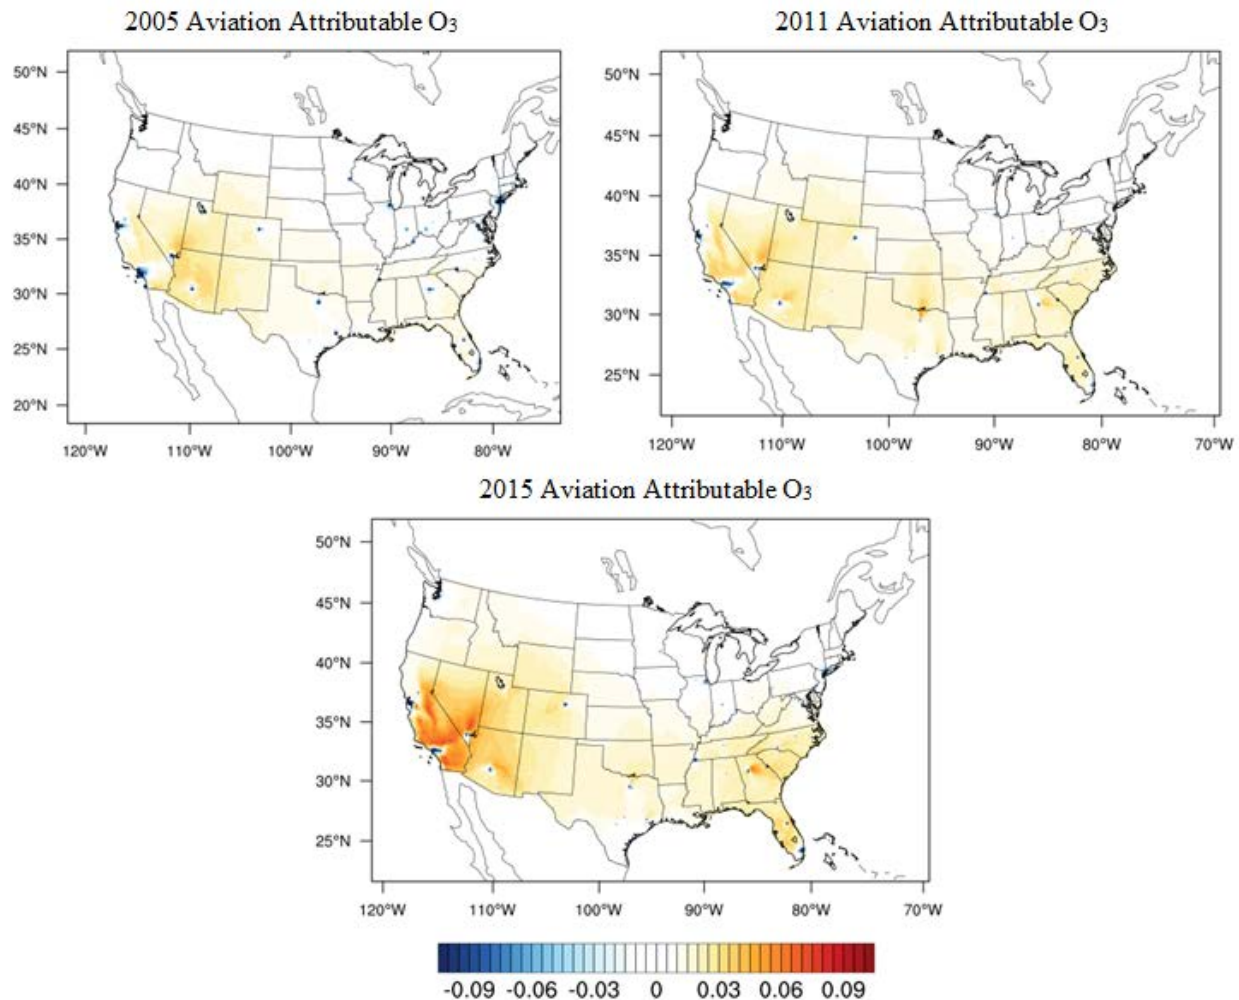 2005 Aviation Attributable O₃
2011 Aviation Attributable O₃
50°N
45°N
40°N
35°N
30°N
25°N
20°N
120°W 110°W 100°W 90°W 80°W
50°N
45°N
40°N
35°N
30°N
25°N
120°W 110°W 100°W 90°W 80°W 70°W
2015 Aviation Attributable O₃
50°N
45°N
40°N
35°N
30°N
25°N
120°W 110°W 100°W 90°W 80°W 70°W
-0.09 -0.06 -0.03 0 0.03 0.06 0.09